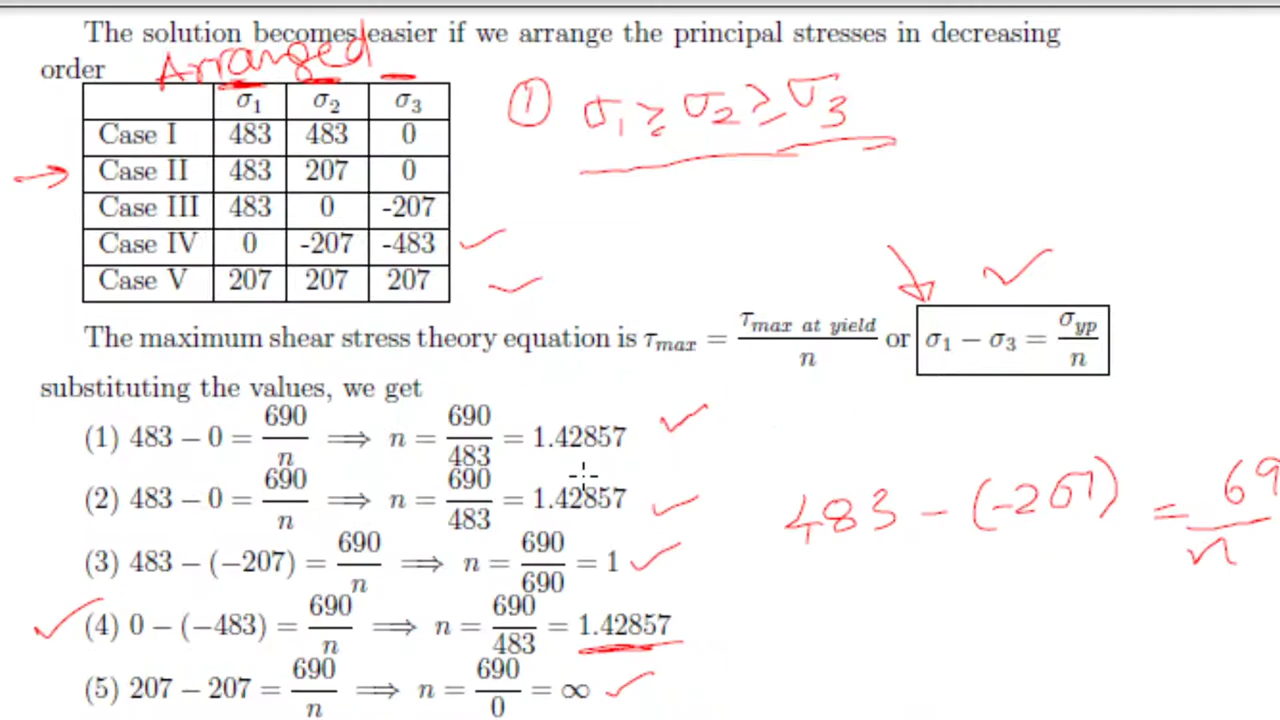 The solution becomes easier if we arrange the principal stresses in decreasing
order
Arranged
① σ₁ ≥ σ₂ ≥ σ₃
σ₁ σ₂ σ₃
Case I 483 483 0
Case II 483 207 0
Case III 483 0 -207
Case IV 0 -207 -483
Case V 207 207 207
The maximum shear stress theory equation is τ_max = τ_max at yield / n or σ₁ − σ₃ = σ_yp / n
substituting the values, we get
(1) 483 − 0 = 690/n ⟹ n = 690/483 = 1.42857
(2) 483 − 0 = 690/n ⟹ n = 690/483 = 1.42857
483 − (−207) = 69 / n
(3) 483 − (−207) = 690/n ⟹ n = 690/690 = 1
(4) 0 − (−483) = 690/n ⟹ n = 690/483 = 1.42857
(5) 207 − 207 = 690/n ⟹ n = 690/0 = ∞